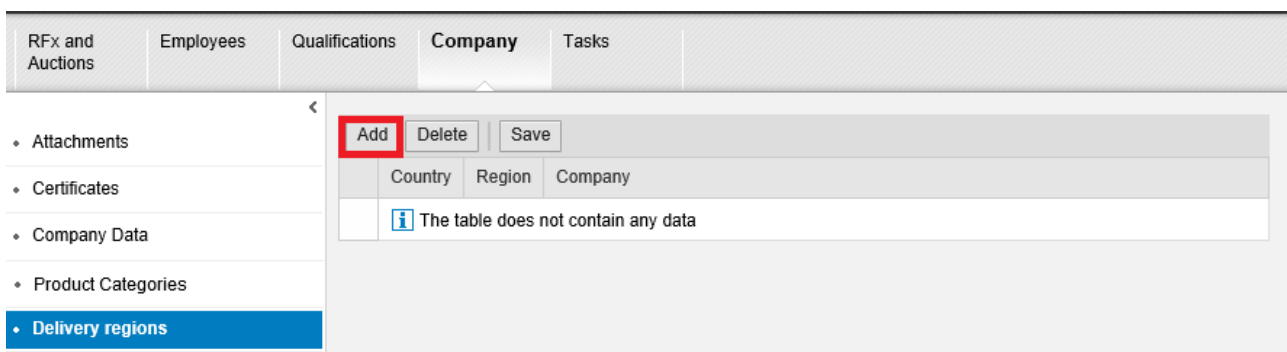 RFx and
Auctions
Employees
Qualifications
Company
Tasks
Attachments
Certificates
Company Data
Product Categories
Delivery regions
Add Delete Save
Country Region Company
The table does not contain any data